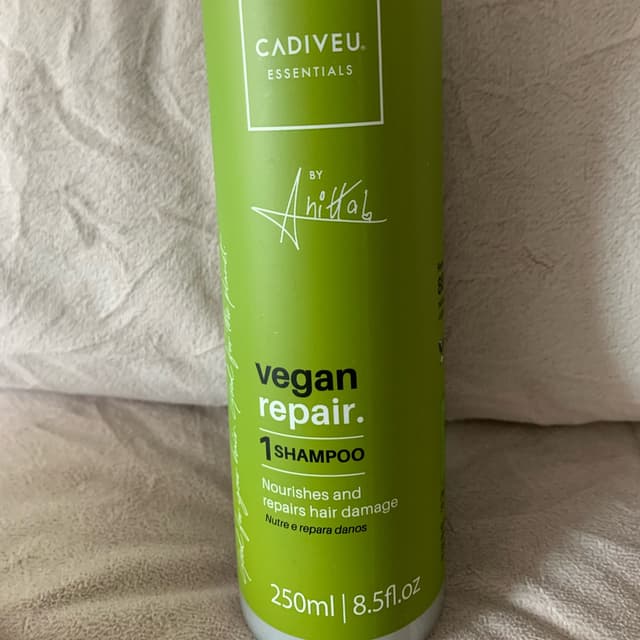 CADIVEU®
ESSENTIALS
BY
Anitta
vegan
repair.
1 SHAMPOO
Nourishes and
repairs hair damage
Nutre e repara danos
250ml | 8.5fl.oz